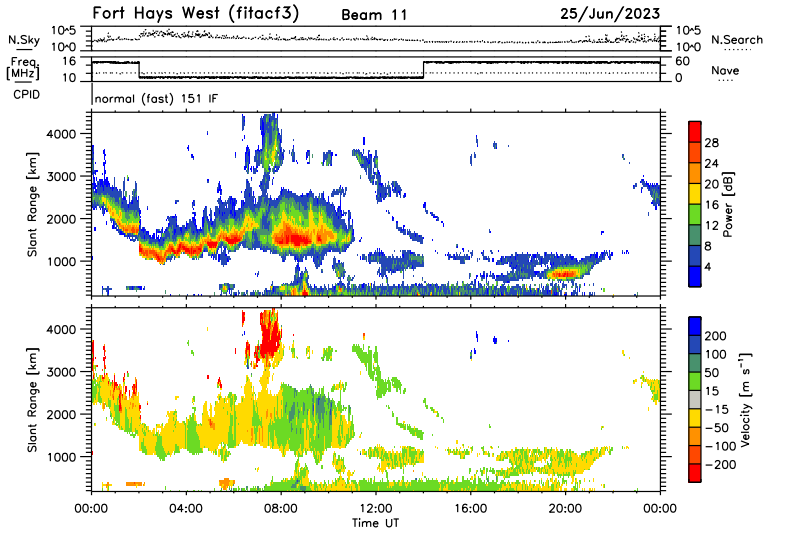 Fort Hays West (fitacf3) Beam 11 25/Jun/2023
N.Sky 10^5 10^0 10^5 10^0 N.Search
Freq. [MHz] 16 10 60 0 Nave
CPID normal (fast) 151 IF
Slant Range [km] 4000 3000 2000 1000
Power [dB] 28 24 20 16 12 8 4
Slant Range [km] 4000 3000 2000 1000
Velocity [m s⁻¹] 200 100 50 15 −15 −50 −100 −200
00:00 04:00 08:00 12:00 16:00 20:00 00:00
Time UT